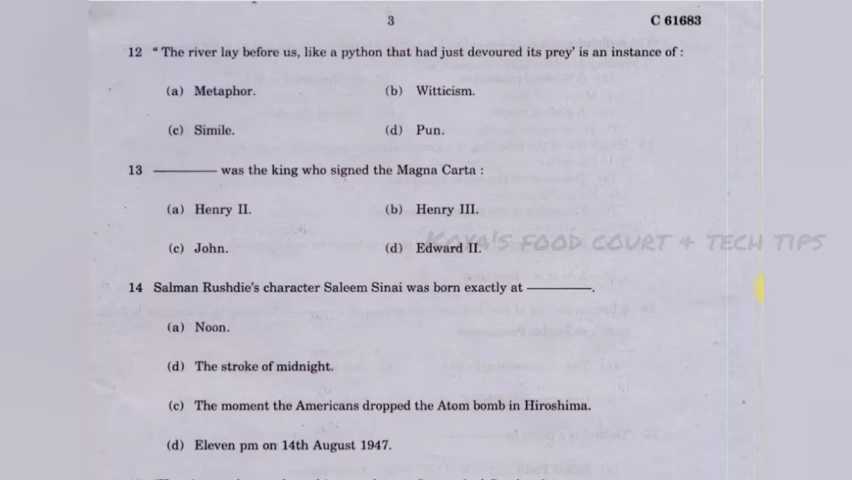 3
C 61683
12 " The river lay before us, like a python that had just devoured its prey' is an instance of :
(a) Metaphor. (b) Witticism.
(c) Simile. (d) Pun.
13 ——— was the king who signed the Magna Carta :
(a) Henry II. (b) Henry III.
KOYA'S FOOD COURT & TECH TIPS
(c) John. (d) Edward II.
14 Salman Rushdie's character Saleem Sinai was born exactly at ———.
(a) Noon.
(d) The stroke of midnight.
(c) The moment the Americans dropped the Atom bomb in Hiroshima.
(d) Eleven pm on 14th August 1947.